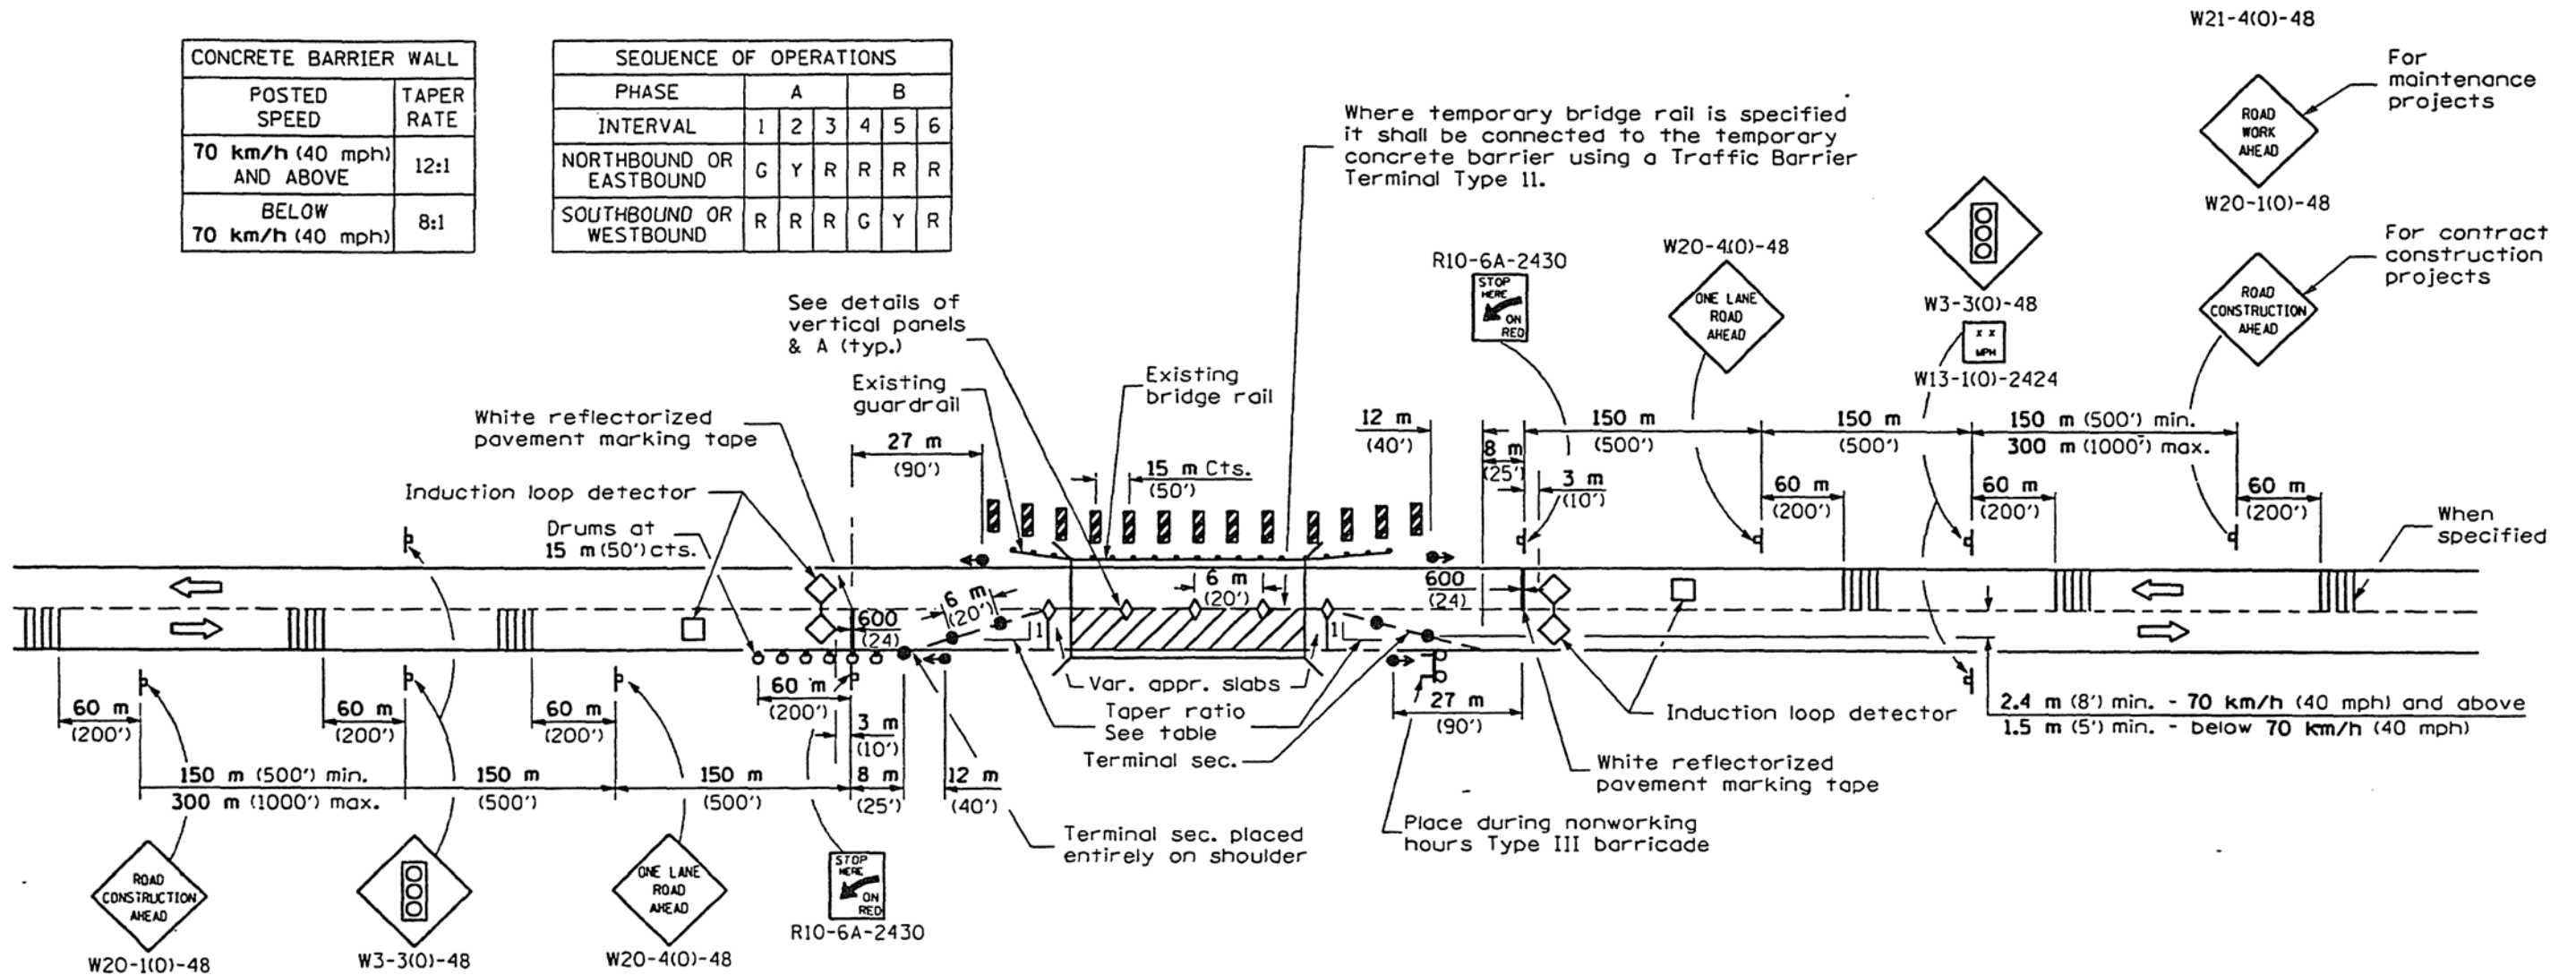 W21-4(O)-48
For
maintenance
projects
ROAD
WORK
AHEAD
W20-1(O)-48
CONCRETE BARRIER WALL
POSTED SPEED
TAPER RATE
70 km/h (40 mph) AND ABOVE
12:1
BELOW 70 km/h (40 mph)
8:1
SEQUENCE OF OPERATIONS
PHASE A B
INTERVAL 1 2 3 4 5 6
NORTHBOUND OR EASTBOUND G Y R R R R
SOUTHBOUND OR WESTBOUND R R R G Y R
Where temporary bridge rail is specified
it shall be connected to the temporary
concrete barrier using a Traffic Barrier
Terminal Type 11.
For contract
construction
projects
ROAD
CONSTRUCTION
AHEAD
W3-3(O)-48
X X
MPH
W13-1(O)-2424
W20-4(O)-48
ONE LANE
ROAD
AHEAD
R10-6A-2430
STOP
HERE
ON
RED
See details of
vertical panels
& A (typ.)
Existing
guardrail
Existing
bridge rail
White reflectorized
pavement marking tape
27 m
(90')
15 m Cts.
(50')
12 m
(40')
8 m
(25')
3 m
(10')
150 m
(500')
150 m
(500')
150 m (500') min.
300 m (1000') max.
60 m
(200')
60 m
(200')
60 m
(200')
When
specified
Induction loop detector
Drums at
15 m (50') cts.
6 m
(20')
600
(24)
6 m
(20')
600
(24)
1
1
60 m
(200')
60 m
(200')
60 m
(200')
60 m
(200')
3 m
(10')
Var. appr. slabs
Taper ratio
See table
Terminal sec.
27 m
(90')
Induction loop detector
2.4 m (8') min. - 70 km/h (40 mph) and above
1.5 m (5') min. - below 70 km/h (40 mph)
White reflectorized
pavement marking tape
150 m (500') min.
300 m (1000') max.
150 m
(500')
150 m
(500')
8 m
(25')
12 m
(40')
Terminal sec. placed
entirely on shoulder
Place during nonworking
hours Type III barricade
ROAD
CONSTRUCTION
AHEAD
W20-1(O)-48
W3-3(O)-48
ONE LANE
ROAD
AHEAD
W20-4(O)-48
STOP
HERE
ON
RED
R10-6A-2430